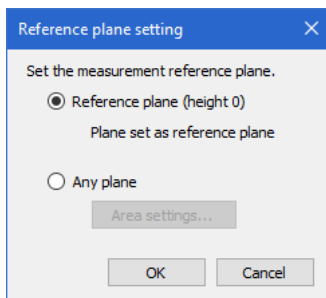 Reference plane setting
Set the measurement reference plane.
Reference plane (height 0)
Plane set as reference plane
Any plane
Area settings...
OK Cancel